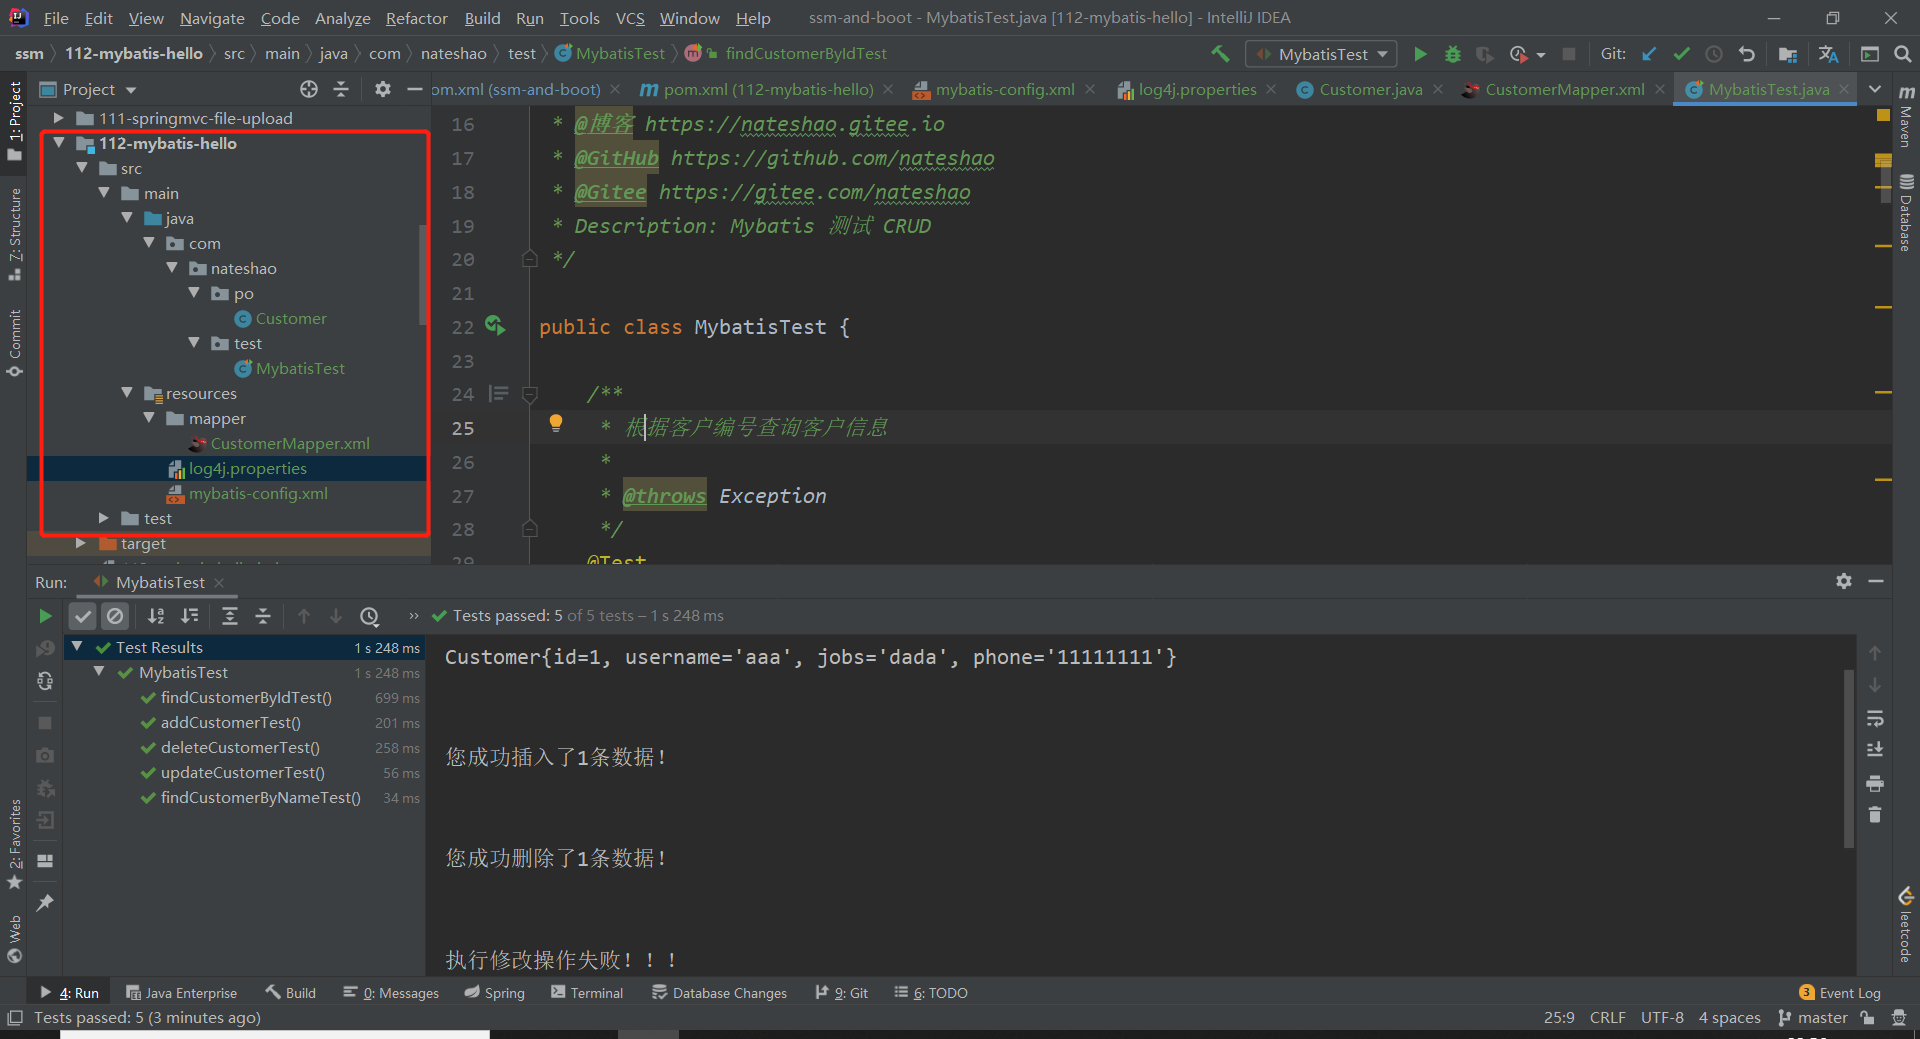 File Edit View Navigate Code Analyze Refactor Build Run Tools VCS Window Help ssm-and-boot - MybatisTest.java [112-mybatis-hello] - IntelliJ IDEA
ssm 112-mybatis-hello src main java com nateshao test MybatisTest findCustomerByIdTest MybatisTest Git:
Project
om.xml (ssm-and-boot) pom.xml (112-mybatis-hello) mybatis-config.xml log4j.properties Customer.java CustomerMapper.xml MybatisTest.java
1: Project
7: Structure
Commit
2: Favorites
Web
111-springmvc-file-upload
112-mybatis-hello
src
main
java
com
nateshao
po
Customer
test
MybatisTest
resources
mapper
CustomerMapper.xml
log4j.properties
mybatis-config.xml
test
target
16 * @博客 https://nateshao.gitee.io
17 * @GitHub https://github.com/nateshao
18 * @Gitee https://gitee.com/nateshao
19 * Description: Mybatis 测试 CRUD
20 */
21
22 public class MybatisTest {
23
24 /**
25 * 根据客户编号查询客户信息
26 *
27 * @throws Exception
28 */
29 @Test
Maven
Database
leetcode
Run: MybatisTest
Tests passed: 5 of 5 tests – 1 s 248 ms
Test Results 1 s 248 ms
MybatisTest 1 s 248 ms
findCustomerByIdTest() 699 ms
addCustomerTest() 201 ms
deleteCustomerTest() 258 ms
updateCustomerTest() 56 ms
findCustomerByNameTest() 34 ms
Customer{id=1, username='aaa', jobs='dada', phone='11111111'}
您成功插入了1条数据！
您成功删除了1条数据！
执行修改操作失败！！！
4: Run Java Enterprise Build 0: Messages Spring Terminal Database Changes 9: Git 6: TODO 3 Event Log
Tests passed: 5 (3 minutes ago) 25:9 CRLF UTF-8 4 spaces master